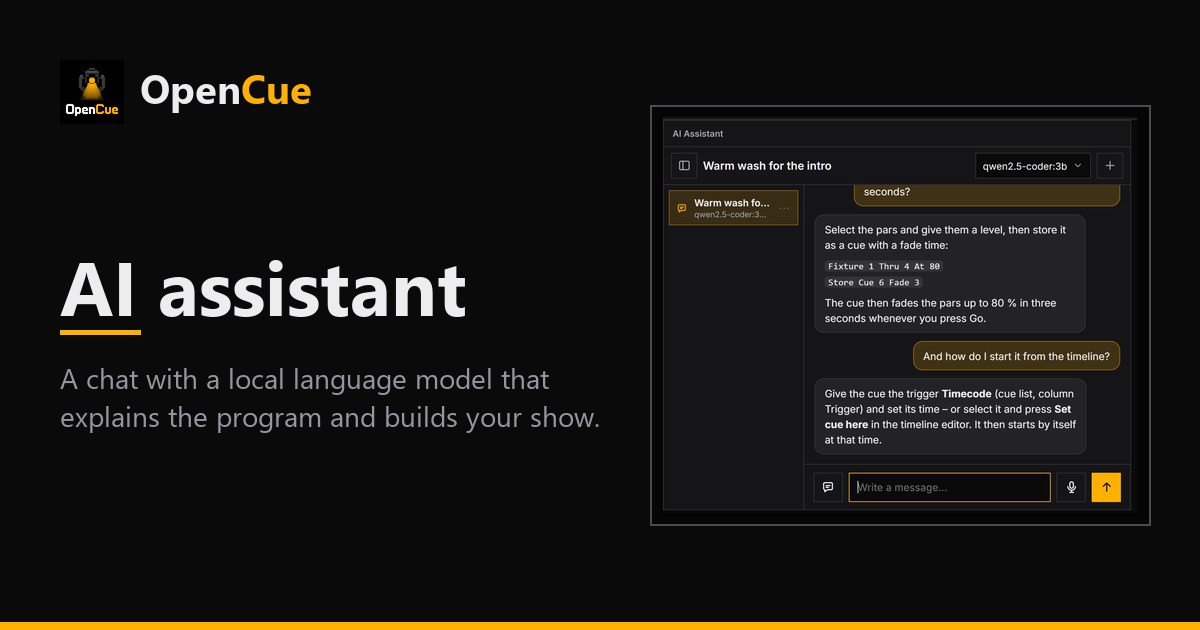 OpenCue
OpenCue
AI assistant
A chat with a local language model that
explains the program and builds your show.
AI Assistant
Warm wash for the intro
qwen2.5-coder:3b
Warm wash fo...
qwen2.5-coder:3...
seconds?
Select the pars and give them a level, then store it
as a cue with a fade time:
Fixture 1 Thru 4 At 80
Store Cue 6 Fade 3
The cue then fades the pars up to 80 % in three
seconds whenever you press Go.
And how do I start it from the timeline?
Give the cue the trigger Timecode (cue list, column
Trigger) and set its time – or select it and press Set
cue here in the timeline editor. It then starts by itself
at that time.
Write a message...